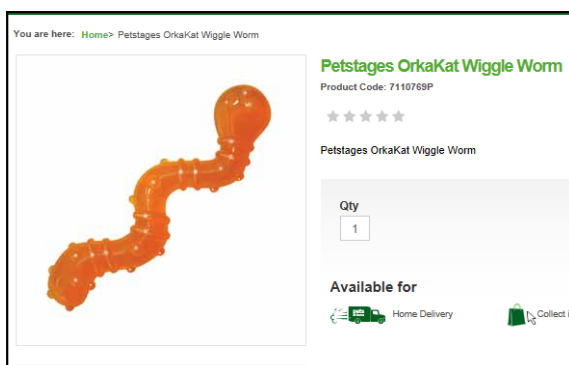 You are here: Home> Petstages OrkaKat Wiggle Worm
Petstages OrkaKat Wiggle Worm
Product Code: 7110769P
Petstages OrkaKat Wiggle Worm
Qty
1
Available for
Home Delivery
Collect